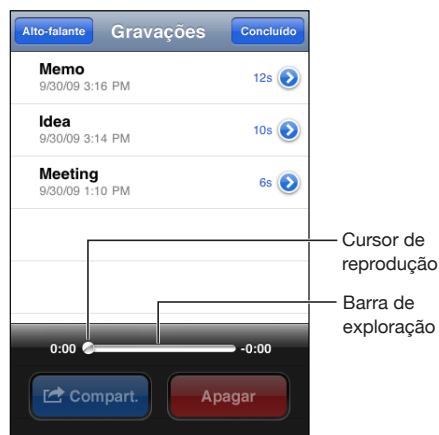 Alto-falante Gravações Concluído
Memo
9/30/09 3:16 PM
12s
Idea
9/30/09 3:14 PM
10s
Meeting
9/30/09 1:10 PM
6s
Cursor de
reprodução
Barra de
exploração
0:00 -0:00
Compart. Apagar